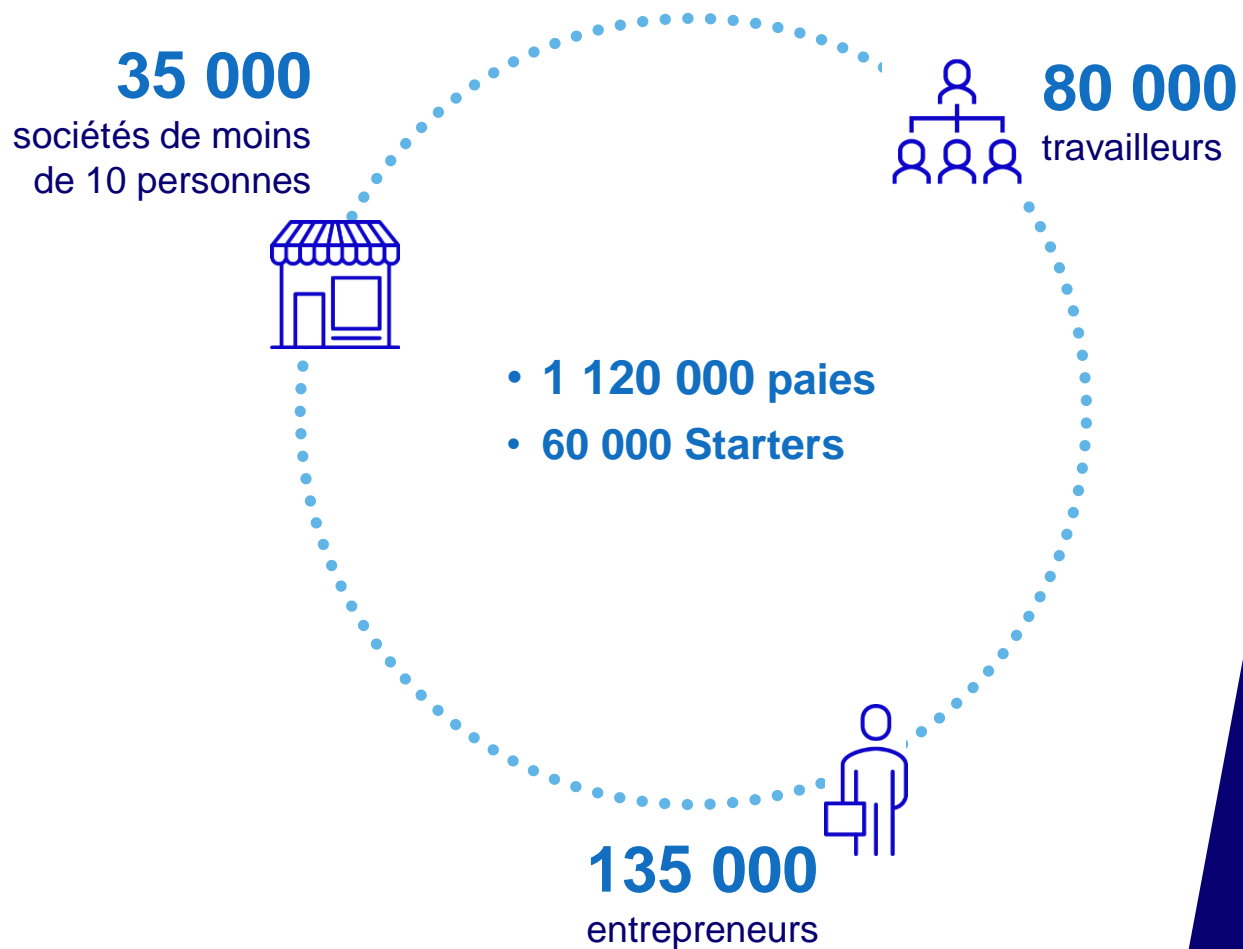 35 000
sociétés de moins
de 10 personnes
80 000
travailleurs
• 1 120 000 paies
• 60 000 Starters
135 000
entrepreneurs